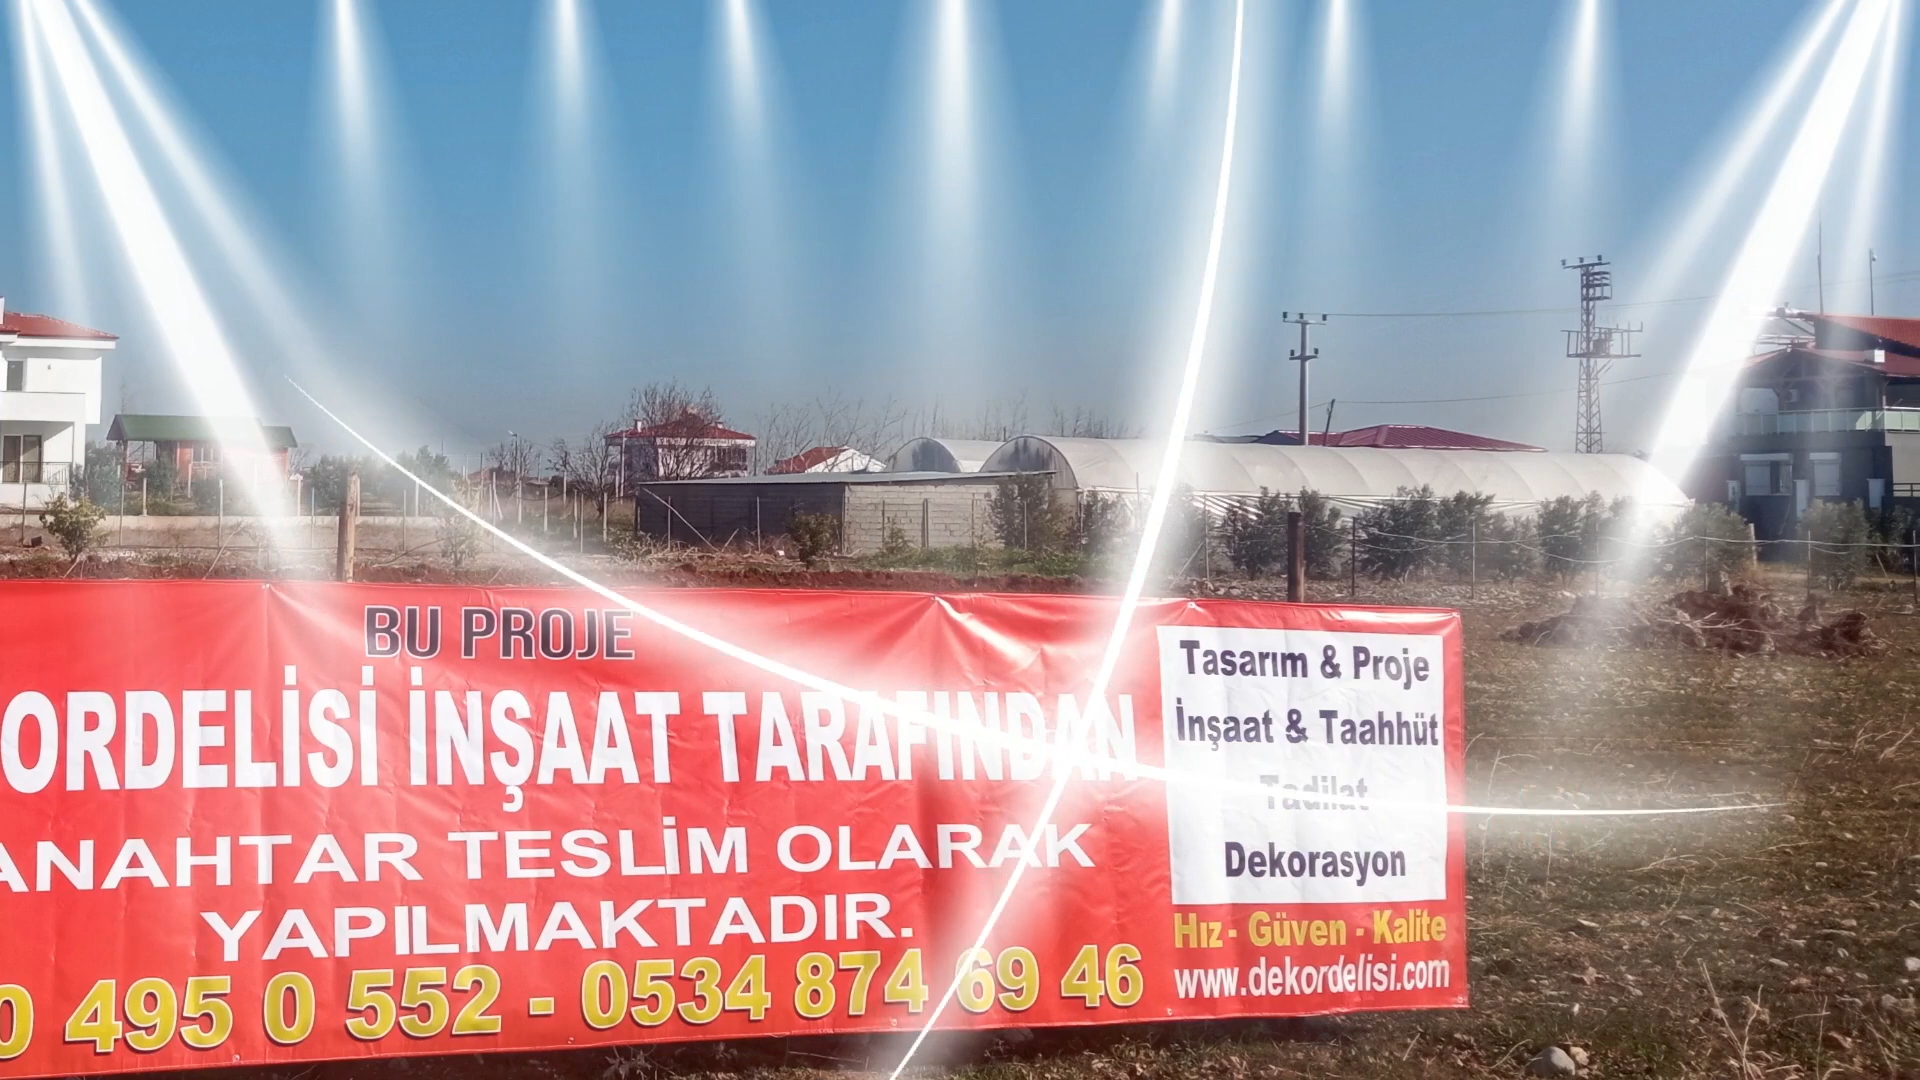 BU PROJE
ORDELİSİ İNŞAAT TARAFINDAN
ANAHTAR TESLİM OLARAK
YAPILMAKTADIR.
0 495 0 552 - 0534 874 69 46
Tasarım & Proje
İnşaat & Taahhüt
Tadilat
Dekorasyon
Hız - Güven - Kalite
www.dekordelisi.com